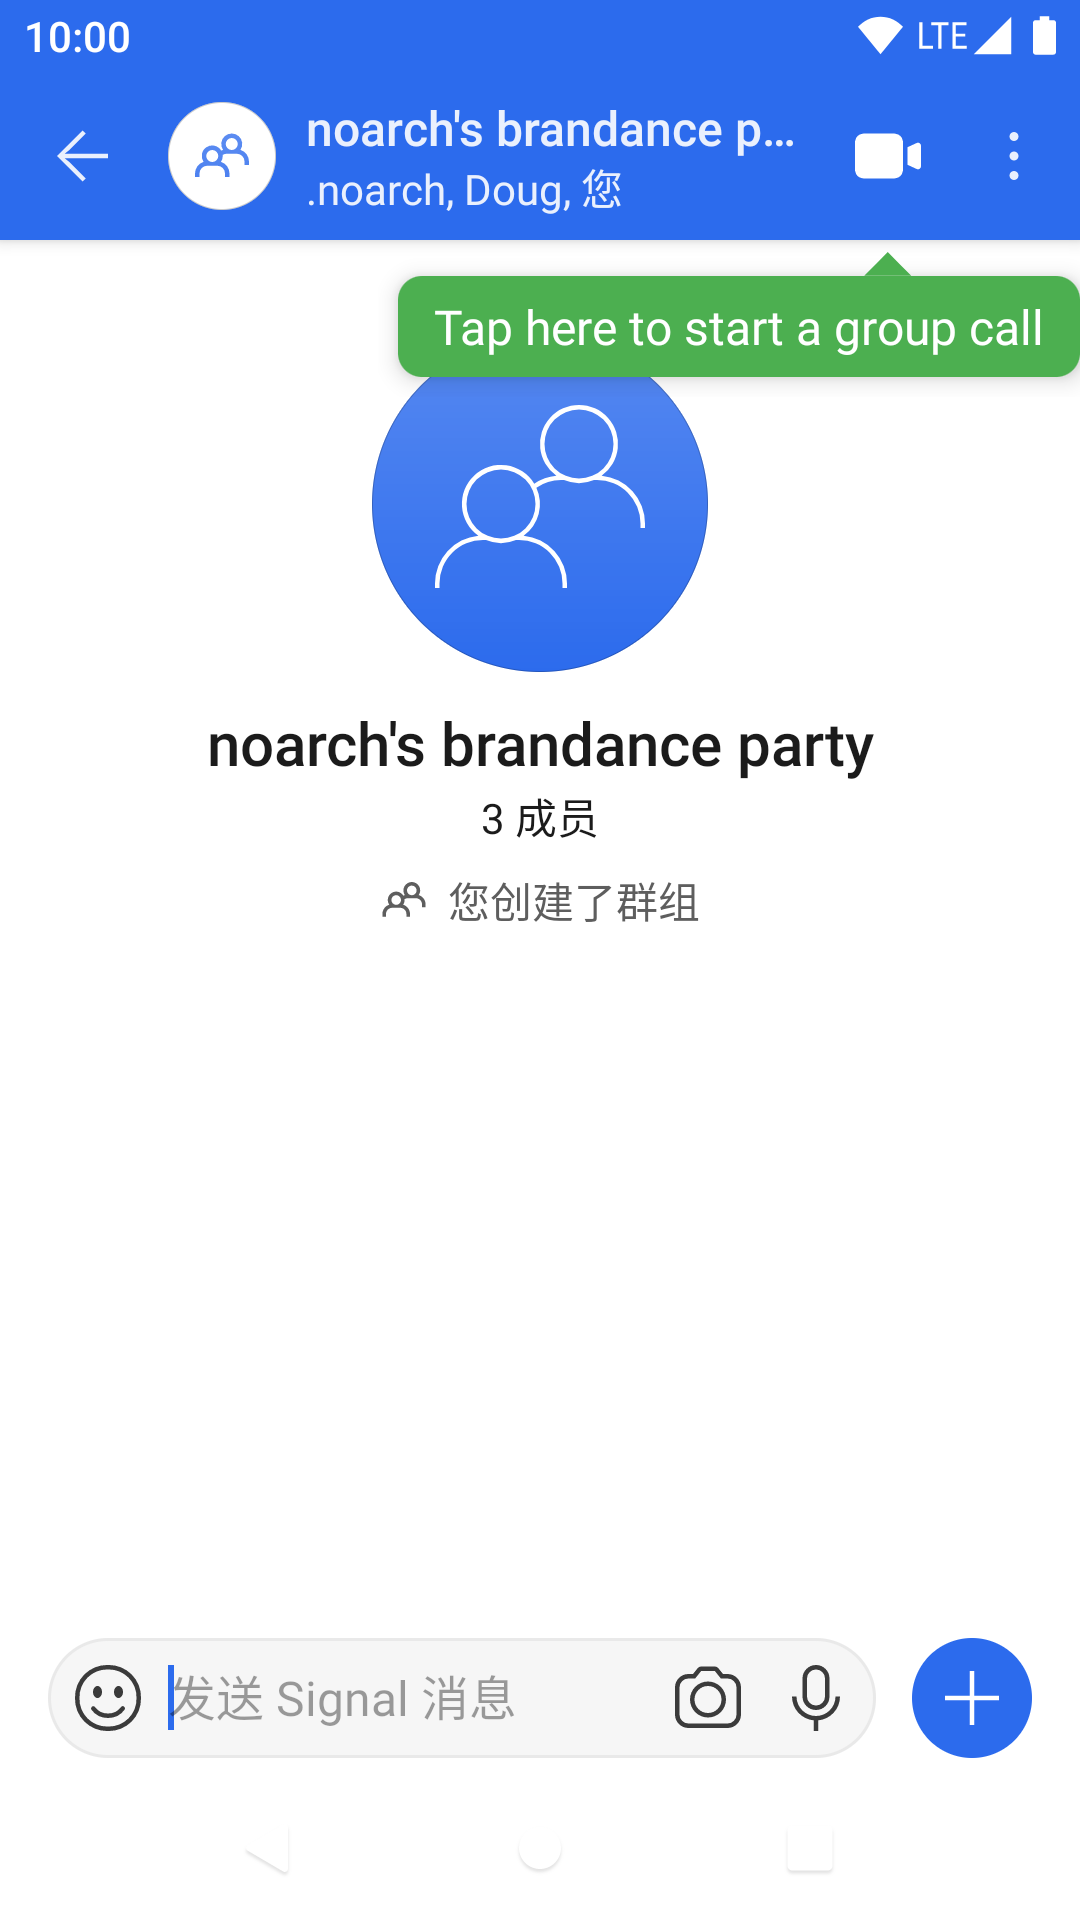 10:00
LTE
noarch's brandance p...
.noarch, Doug, 您
Tap here to start a group call
noarch's brandance party
3 成员
您创建了群组
发送 Signal 消息